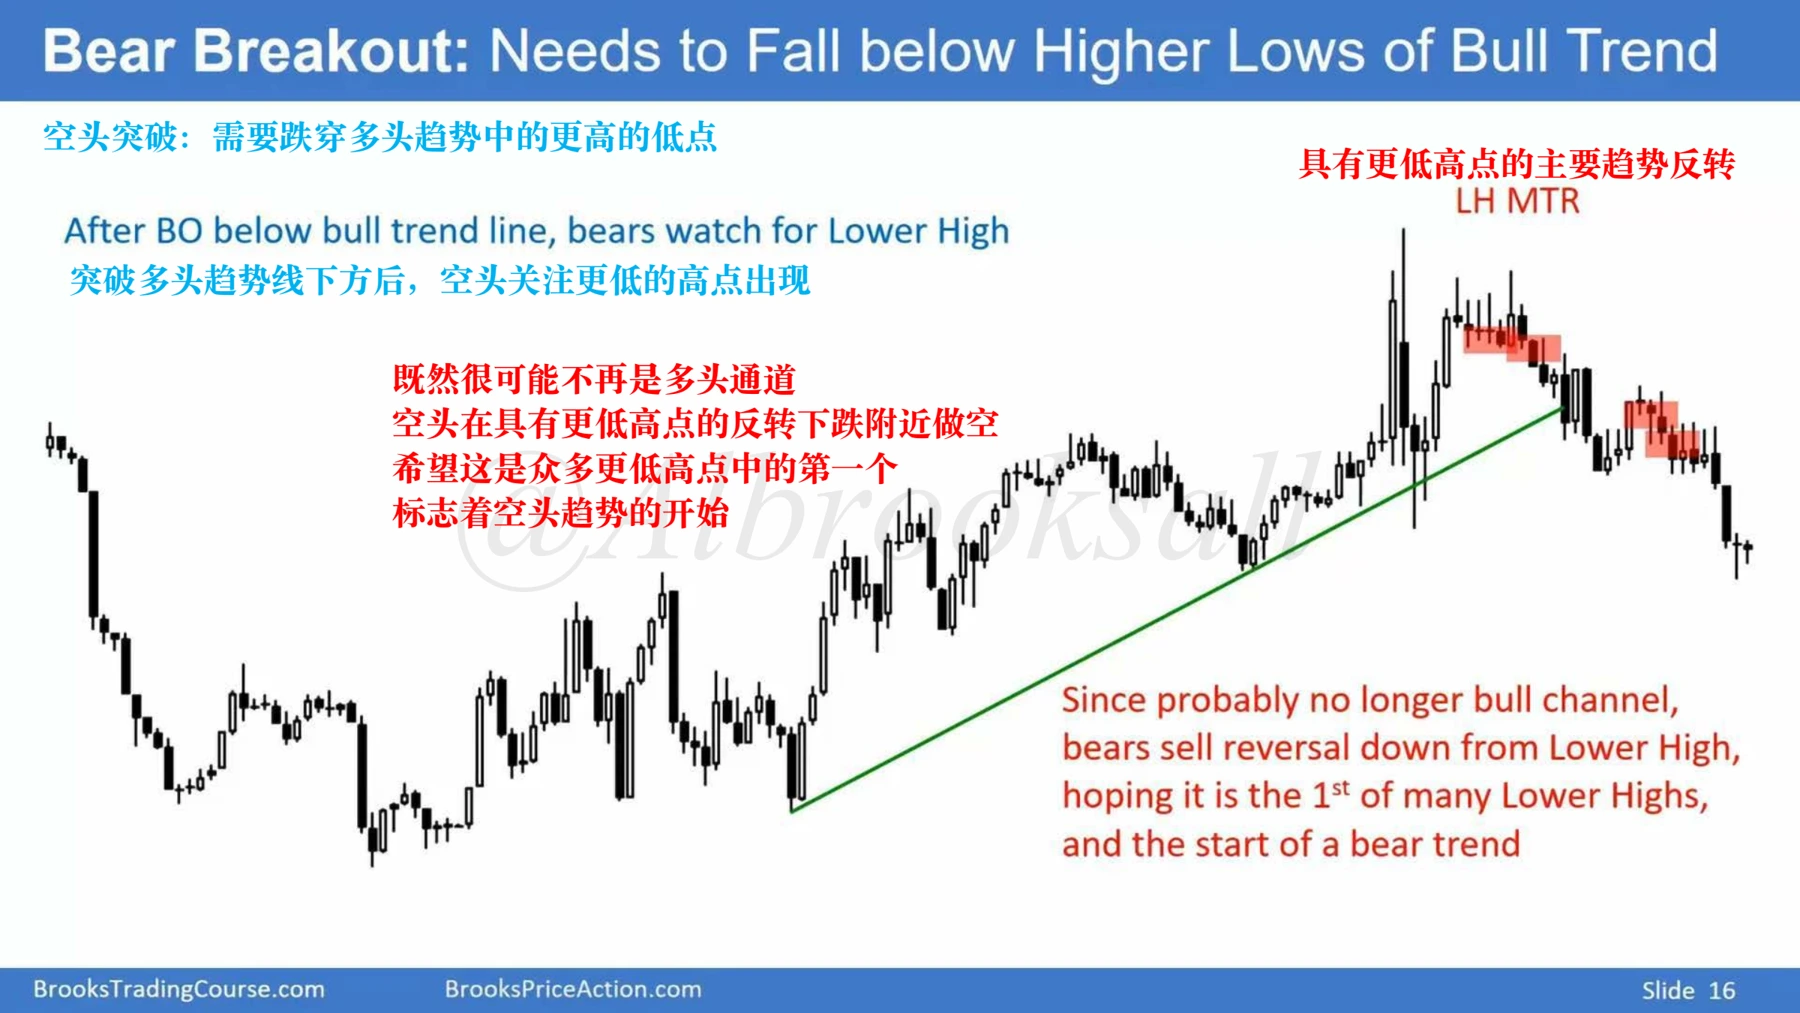 Bear Breakout: Needs to Fall below Higher Lows of Bull Trend
空头突破：需要跌穿多头趋势中的更高的低点
具有更低高点的主要趋势反转
LH MTR
After BO below bull trend line, bears watch for Lower High
突破多头趋势线下方后，空头关注更低的高点出现
既然很可能不再是多头通道
空头在具有更低高点的反转下跌附近做空
希望这是众多更低高点中的第一个
标志着空头趋势的开始
@Albrooksall
Since probably no longer bull channel,
bears sell reversal down from Lower High,
hoping it is the 1st of many Lower Highs,
and the start of a bear trend
BrooksTradingCourse.com
BrooksPriceAction.com
Slide 16